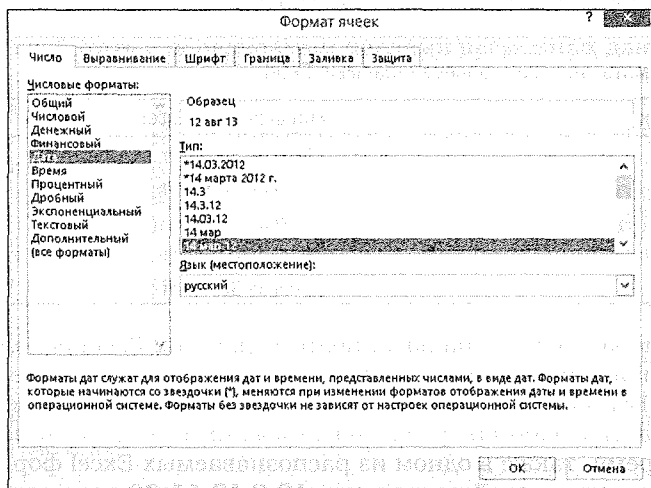 Формат ячеек
?
Число Выравнивание Шрифт Граница Заливка Защита
Числовые форматы:
Общий
Числовой
Денежный
Финансовый
Время
Процентный
Дробный
Экспоненциальный
Текстовый
Дополнительный
(все форматы)
Образец
12 авг 13
Тип:
*14.03.2012
*14 марта 2012 г.
14.3
14.3.12
14.03.12
14 мар
14 мар 12
Язык (местоположение):
русский
Форматы дат служат для отображения дат и времени, представленных числами, в виде дат. Форматы дат,
которые начинаются со звездочки (*), меняются при изменении форматов отображения даты и времени в
операционной системе. Форматы без звездочки не зависят от настроек операционной системы.
ОК Отмена